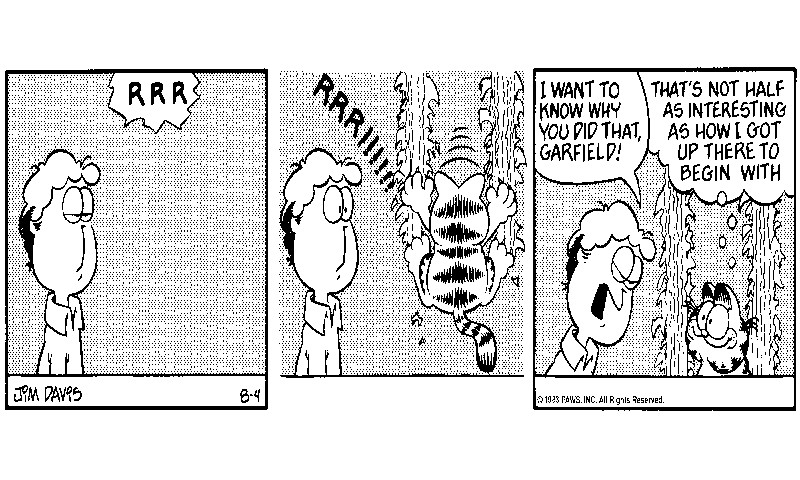 RRR
JIM DAVIS
8-4
RRRIIIIIII
I WANT TO
KNOW WHY
YOU DID THAT,
GARFIELD!
THAT'S NOT HALF
AS INTERESTING
AS HOW I GOT
UP THERE TO
BEGIN WITH
© 1983 PAWS, INC. All Rights Reserved.